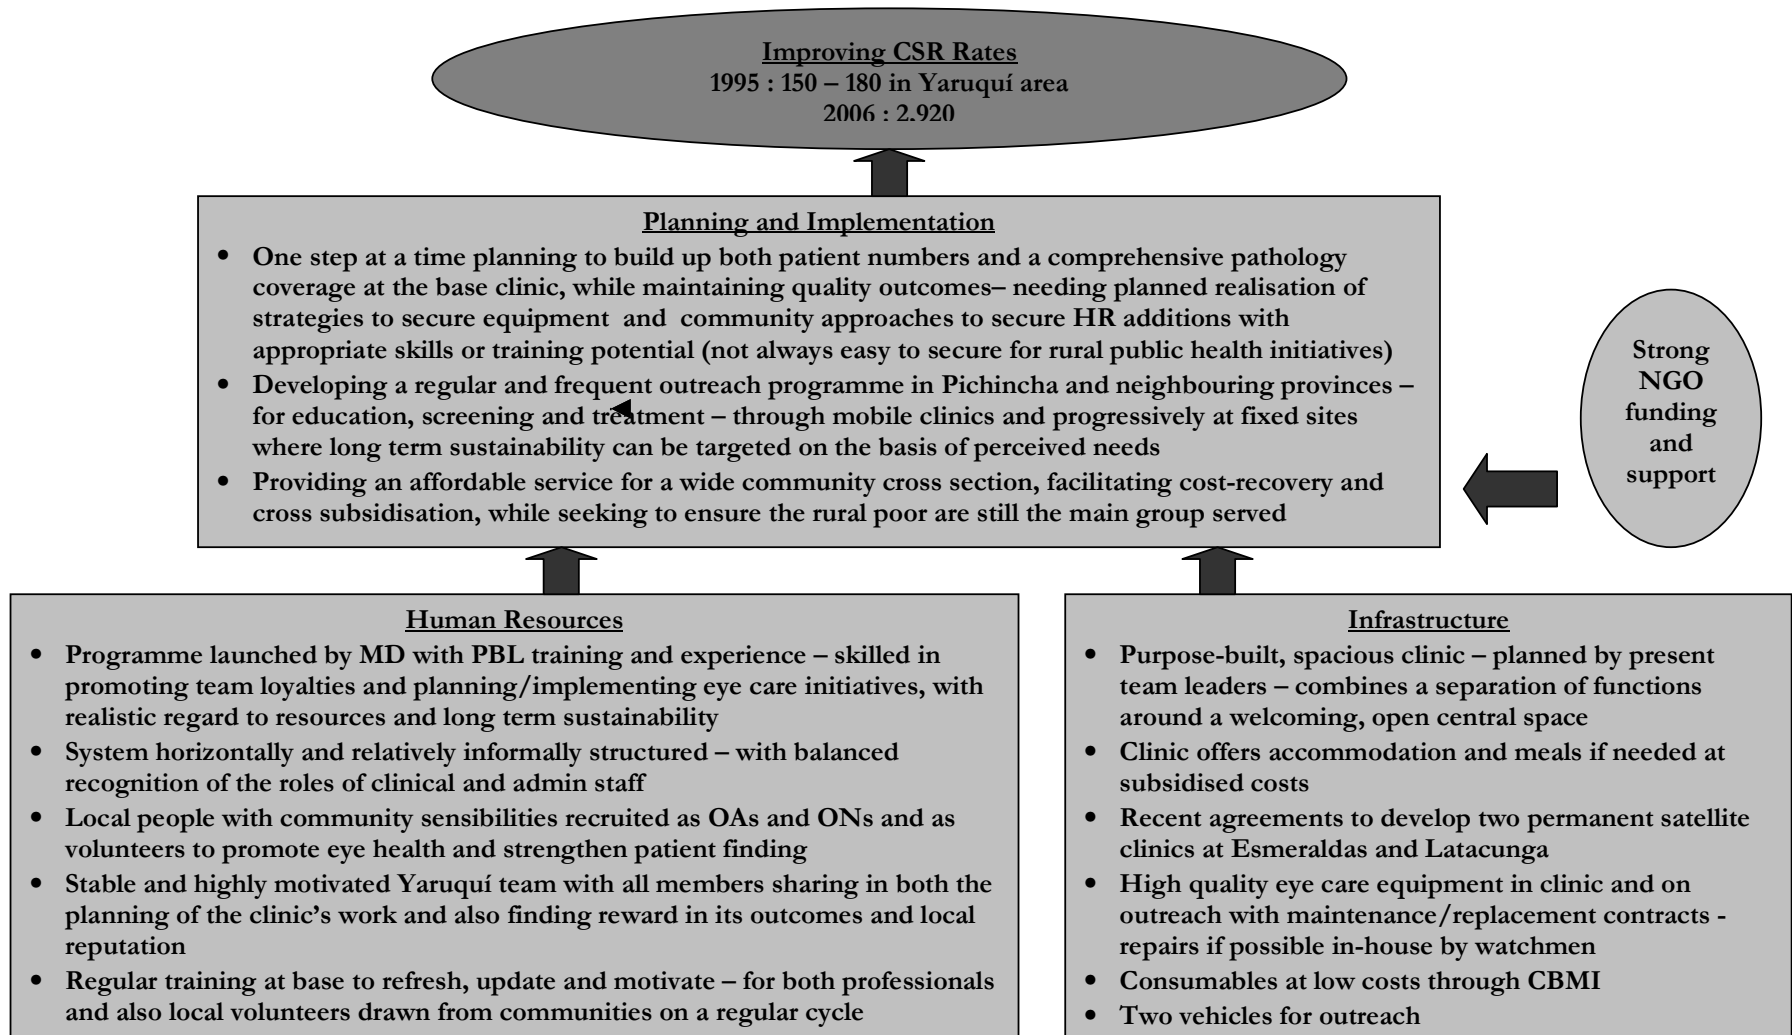 Improving CSR Rates
1995 : 150 – 180 in Yaruquí area
2006 : 2,920
Planning and Implementation
• One step at a time planning to build up both patient numbers and a comprehensive pathology
coverage at the base clinic, while maintaining quality outcomes– needing planned realisation of
strategies to secure equipment and community approaches to secure HR additions with
appropriate skills or training potential (not always easy to secure for rural public health initiatives)
• Developing a regular and frequent outreach programme in Pichincha and neighbouring provinces –
for education, screening and treatment – through mobile clinics and progressively at fixed sites
where long term sustainability can be targeted on the basis of perceived needs
• Providing an affordable service for a wide community cross section, facilitating cost-recovery and
cross subsidisation, while seeking to ensure the rural poor are still the main group served
Strong
NGO
funding
and
support
Human Resources
• Programme launched by MD with PBL training and experience – skilled in
promoting team loyalties and planning/implementing eye care initiatives, with
realistic regard to resources and long term sustainability
• System horizontally and relatively informally structured – with balanced
recognition of the roles of clinical and admin staff
• Local people with community sensibilities recruited as OAs and ONs and as
volunteers to promote eye health and strengthen patient finding
• Stable and highly motivated Yaruquí team with all members sharing in both the
planning of the clinic’s work and also finding reward in its outcomes and local
reputation
• Regular training at base to refresh, update and motivate – for both professionals
and also local volunteers drawn from communities on a regular cycle
Infrastructure
• Purpose-built, spacious clinic – planned by present
team leaders – combines a separation of functions
around a welcoming, open central space
• Clinic offers accommodation and meals if needed at
subsidised costs
• Recent agreements to develop two permanent satellite
clinics at Esmeraldas and Latacunga
• High quality eye care equipment in clinic and on
outreach with maintenance/replacement contracts -
repairs if possible in-house by watchmen
• Consumables at low costs through CBMI
• Two vehicles for outreach